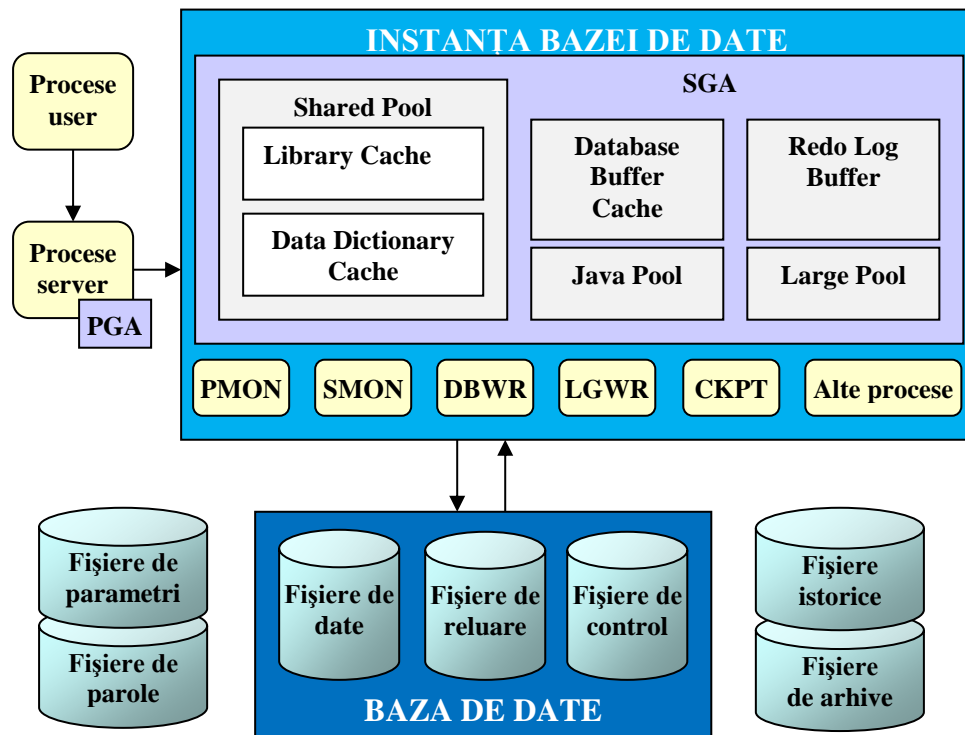 INSTANŢA BAZEI DE DATE
Procese
user
SGA
Shared Pool
Library Cache
Data Dictionary
Cache
Database
Buffer
Cache
Redo Log
Buffer
Java Pool
Large Pool
Procese
server
PGA
PMON
SMON
DBWR
LGWR
CKPT
Alte procese
Fişiere de
parametri
Fişiere de
parole
Fişiere de
date
Fişiere de
reluare
Fişiere de
control
BAZA DE DATE
Fişiere
istorice
Fişiere
de arhive